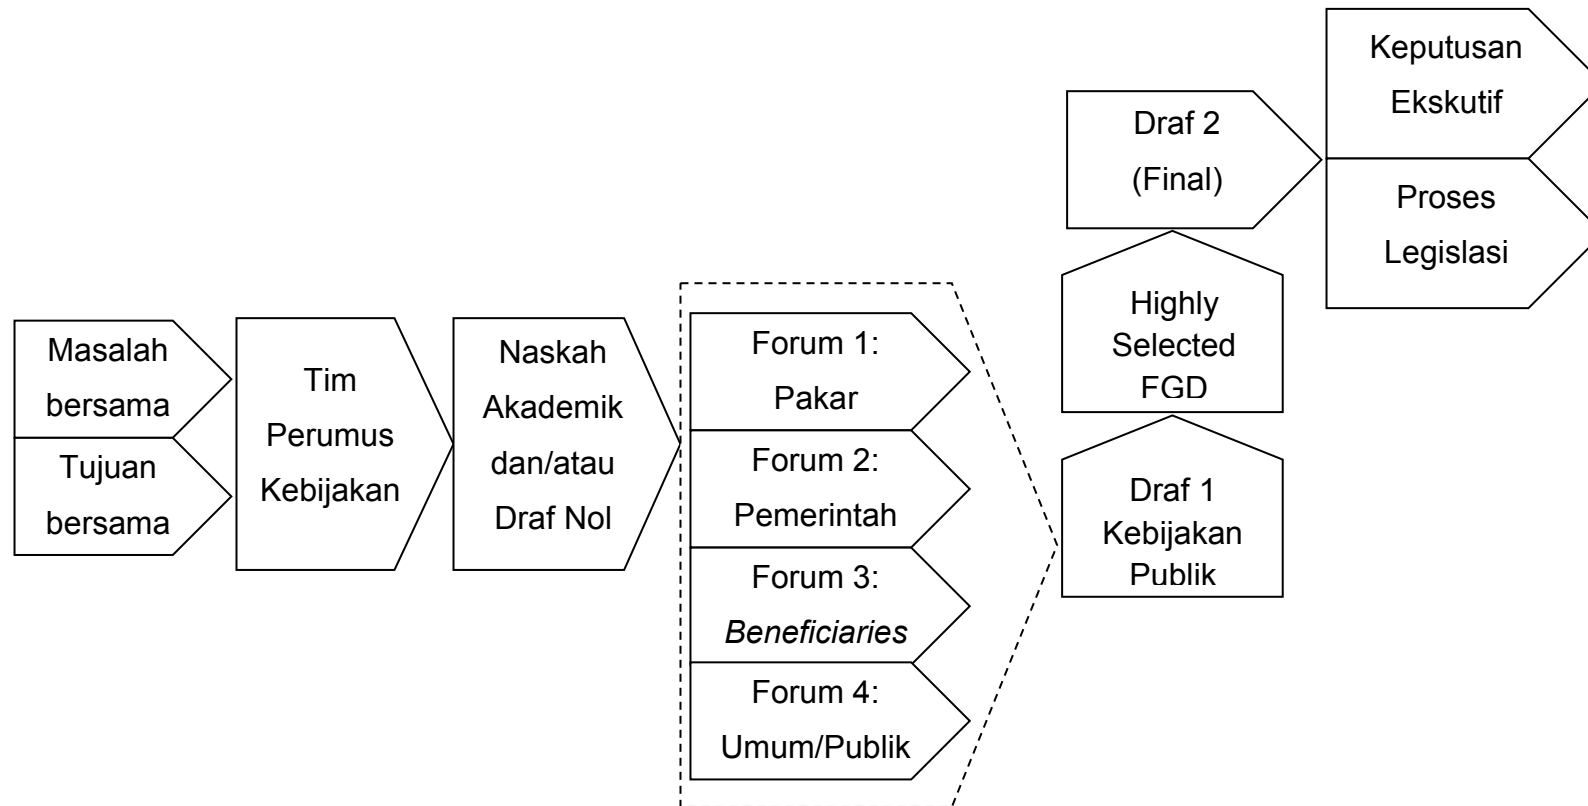 Masalah
bersama
Tujuan
bersama
Tim
Perumus
Kebijakan
Naskah
Akademik
dan/atau
Draf Nol
Forum 1:
Pakar
Forum 2:
Pemerintah
Forum 3:
Beneficiaries
Forum 4:
Umum/Publik
Draf 1
Kebijakan
Publik
Highly
Selected
FGD
Draf 2
(Final)
Keputusan
Ekskutif
Proses
Legislasi